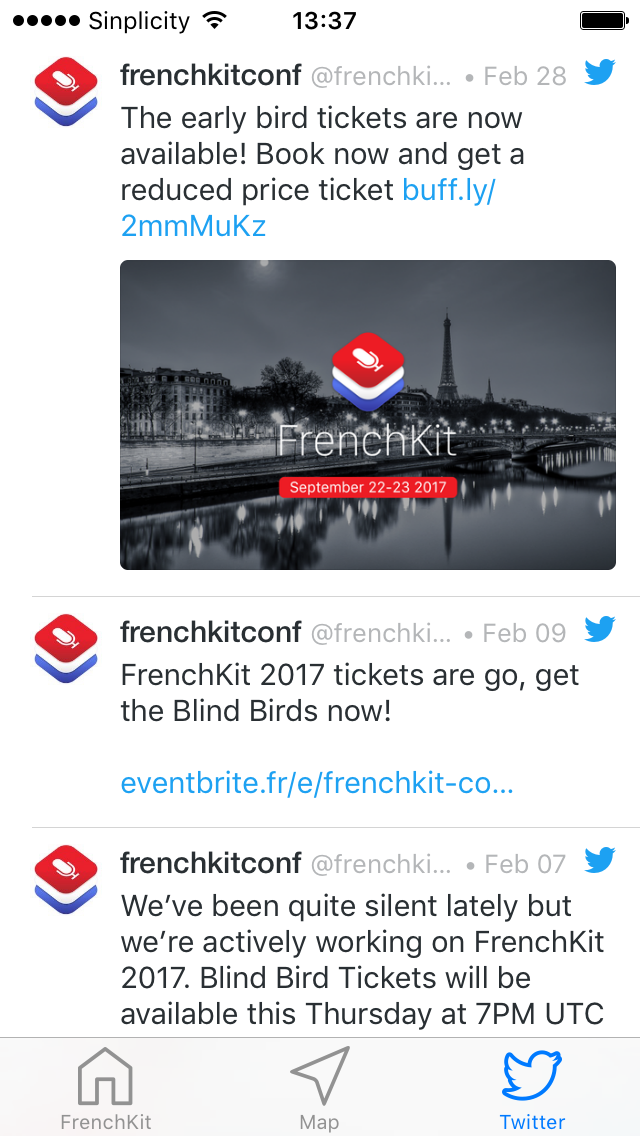 Sinplicity 13:37
frenchkitconf @frenchki... • Feb 28
The early bird tickets are now
available! Book now and get a
reduced price ticket buff.ly/
2mmMuKz
FrenchKit
September 22-23 2017
frenchkitconf @frenchki... • Feb 09
FrenchKit 2017 tickets are go, get
the Blind Birds now!
eventbrite.fr/e/frenchkit-co...
frenchkitconf @frenchki... • Feb 07
We’ve been quite silent lately but
we’re actively working on FrenchKit
2017. Blind Bird Tickets will be
available this Thursday at 7PM UTC
FrenchKit Map Twitter